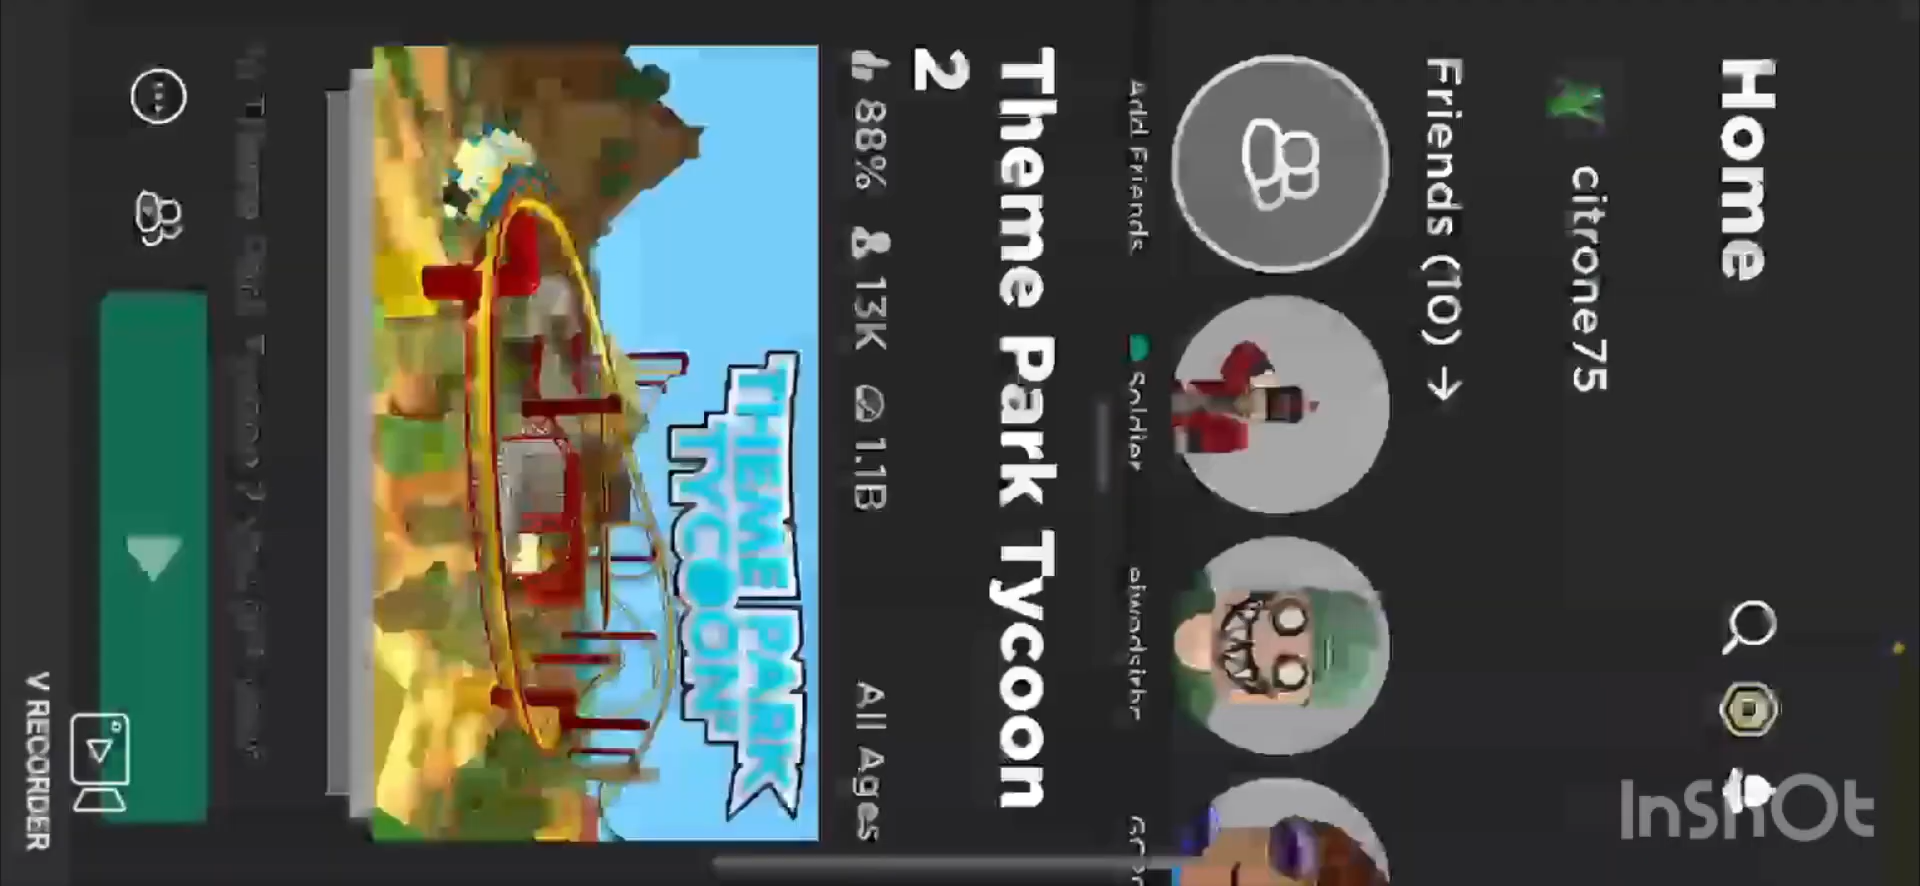 Home
citrone75
Friends (10) →
Add Friends
Soldier
Theme Park Tycoon
2
88% 13K 1.1B All Ages
THEME PARK
TYCOON
V RECORDER
InShOt